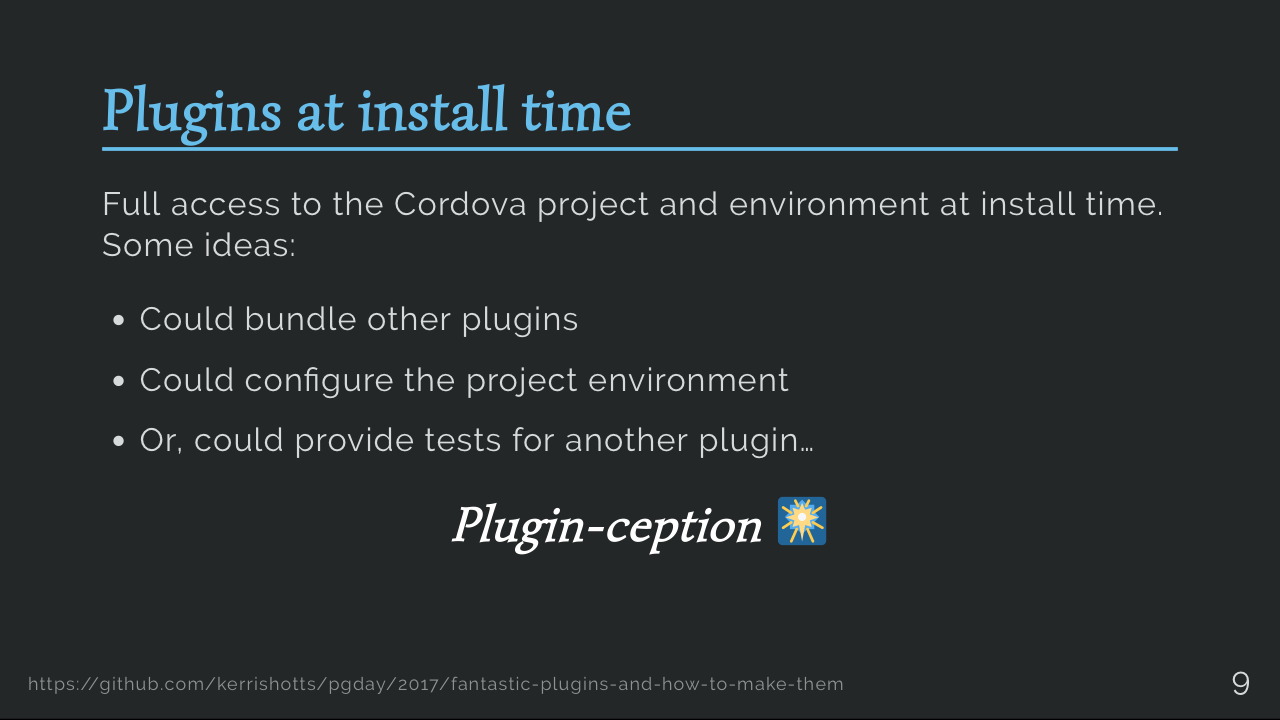 Plugins at install time
Full access to the Cordova project and environment at install time.
Some ideas:
• Could bundle other plugins
• Could configure the project environment
• Or, could provide tests for another plugin…
Plugin-ception
https://github.com/kerrishotts/pgday/2017/fantastic-plugins-and-how-to-make-them
9